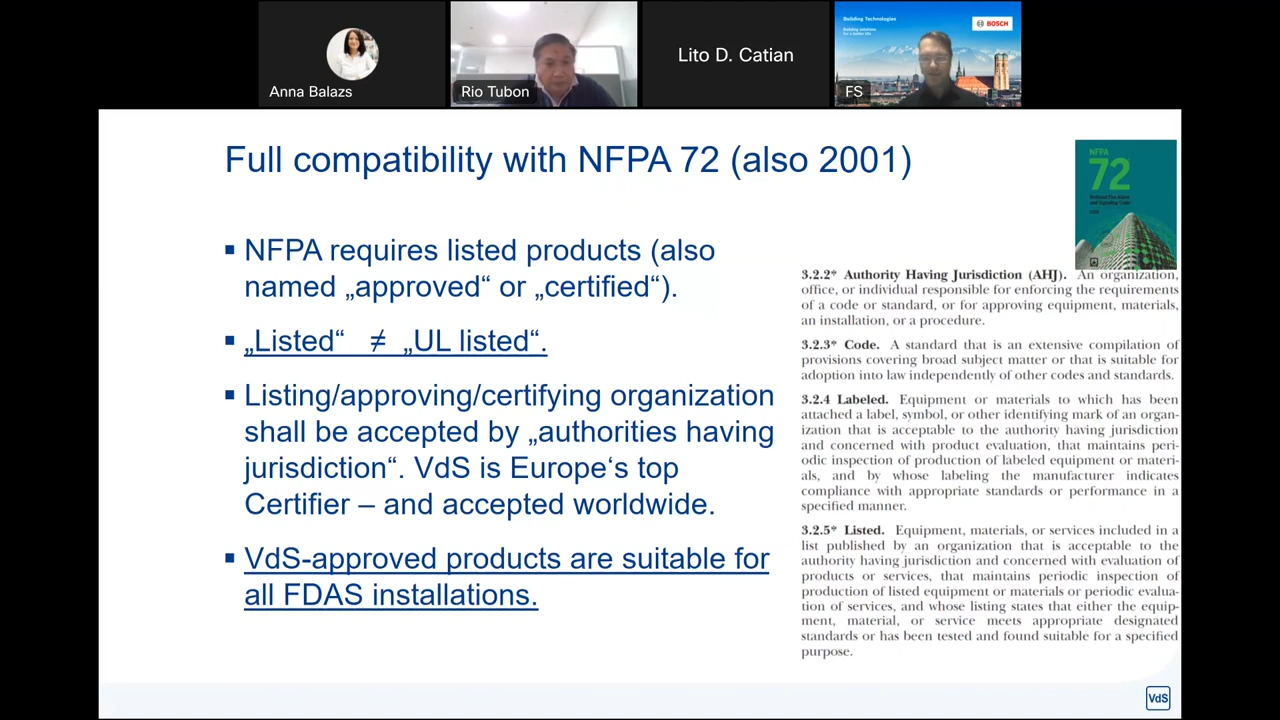 Building Technologies
Building solutions
for a better life
BOSCH
Lito D. Catian
Anna Balazs
Rio Tubon
FS
Full compatibility with NFPA 72 (also 2001)
NFPA
72
National Fire Alarm
and Signaling Code
▪ NFPA requires listed products (also
named „approved“ or „certified“).
▪ „Listed“ ≠ „UL listed“.
▪ Listing/approving/certifying organization
shall be accepted by „authorities having
jurisdiction“. VdS is Europe‘s top
Certifier – and accepted worldwide.
▪ VdS-approved products are suitable for
all FDAS installations.
3.2.2* Authority Having Jurisdiction (AHJ). An organization,
office, or individual responsible for enforcing the requirements
of a code or standard, or for approving equipment, materials,
an installation, or a procedure.
3.2.3* Code. A standard that is an extensive compilation of
provisions covering broad subject matter or that is suitable for
adoption into law independently of other codes and standards.
3.2.4 Labeled. Equipment or materials to which has been
attached a label, symbol, or other identifying mark of an organ-
ization that is acceptable to the authority having jurisdiction
and concerned with product evaluation, that maintains peri-
odic inspection of production of labeled equipment or materi-
als, and by whose labeling the manufacturer indicates
compliance with appropriate standards or performance in a
specified manner.
3.2.5* Listed. Equipment, materials, or services included in a
list published by an organization that is acceptable to the
authority having jurisdiction and concerned with evaluation of
products or services, that maintains periodic inspection of
production of listed equipment or materials or periodic evalua-
tion of services, and whose listing states that either the equip-
ment, material, or service meets appropriate designated
standards or has been tested and found suitable for a specified
purpose.
VdS